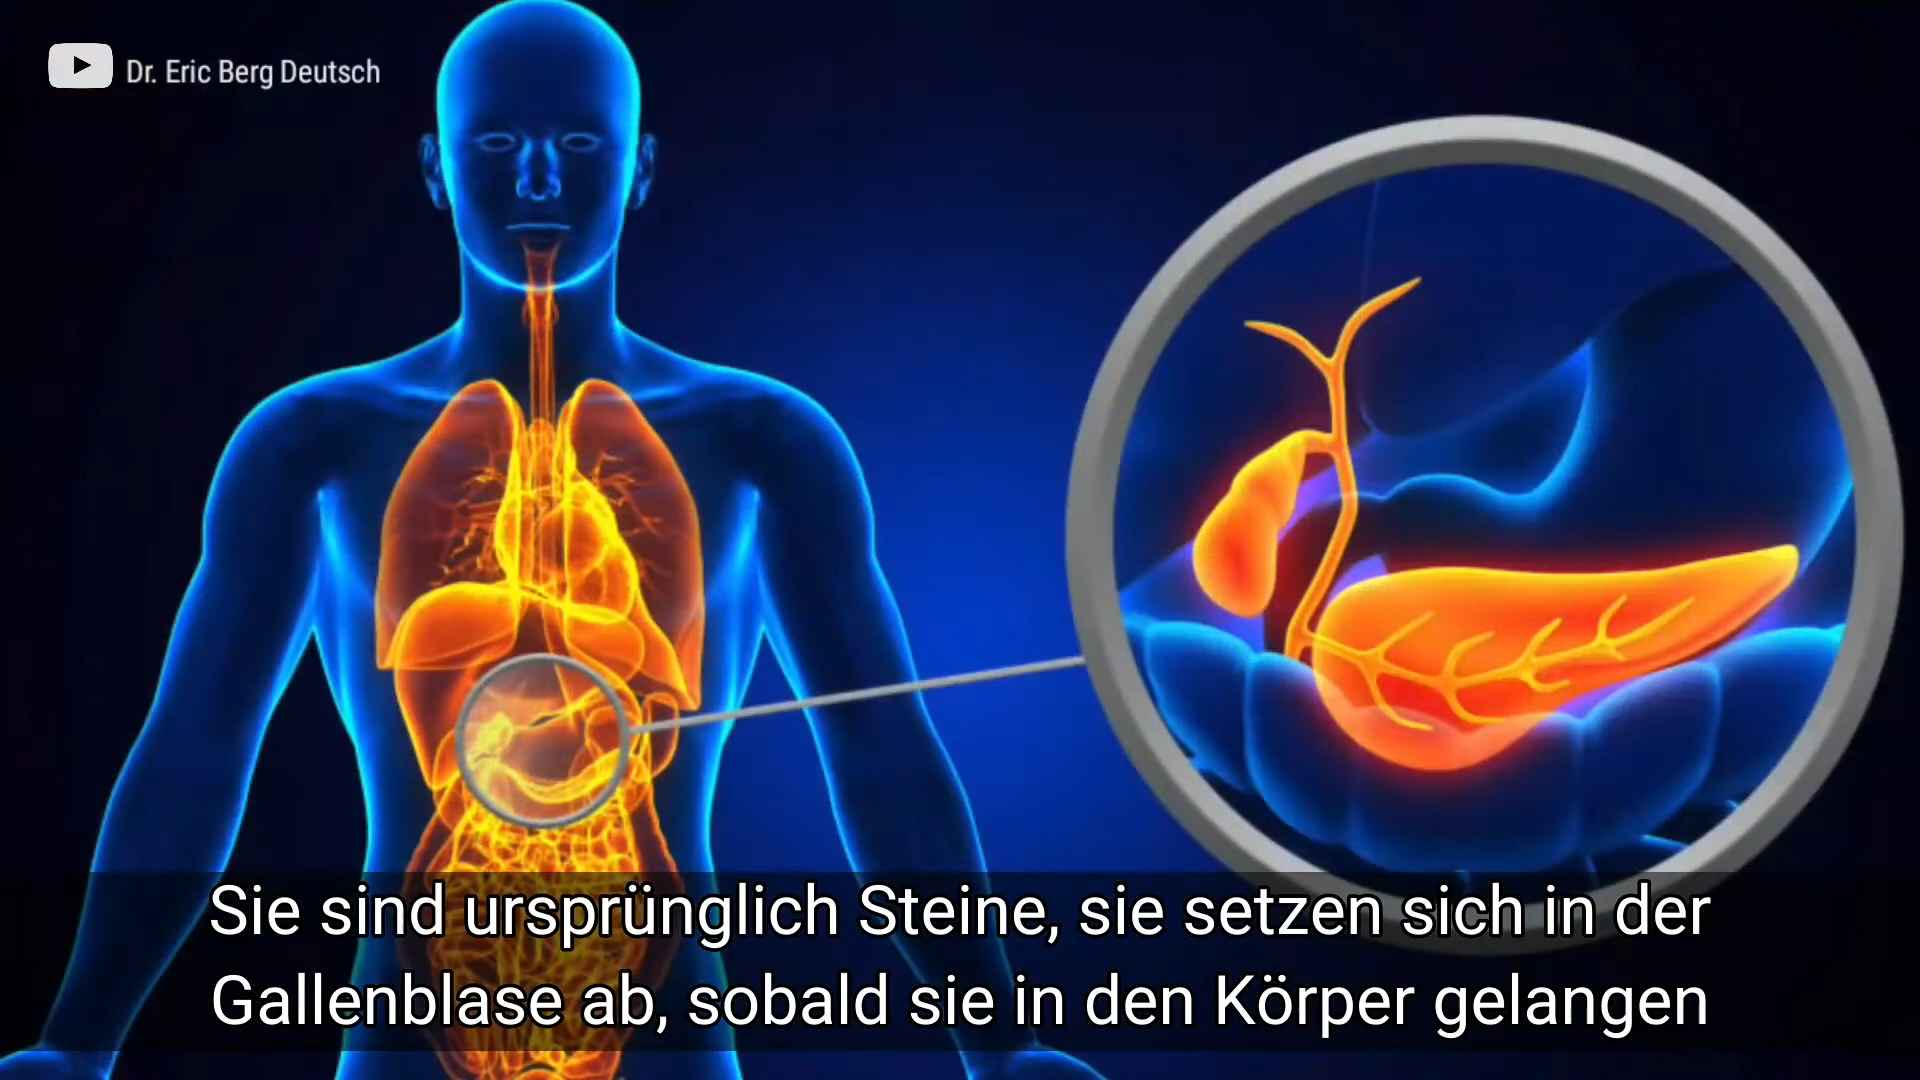 Dr. Eric Berg Deutsch
Sie sind ursprünglich Steine, sie setzen sich in der
Gallenblase ab, sobald sie in den Körper gelangen